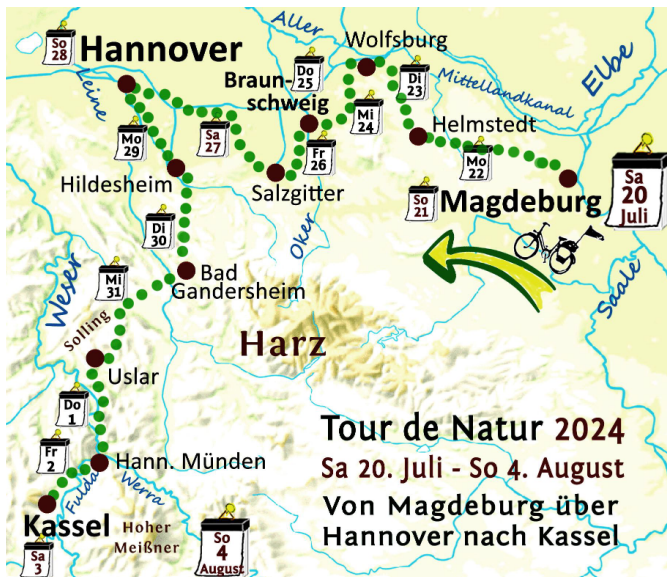 So
28
Hannover
Aller
Wolfsburg
Do
25
Braun-
schweig
Di
23
Mittellandkanal
Elbe
Leine
Mo
29
Sa
27
Mi
24
Helmstedt
Fr
26
Mo
22
Hildesheim
Salzgitter
So
21
Magdeburg
Sa
20
Juli
Di
30
Oker
Weser
Mi
31
Bad
Gandersheim
Saale
Solling
Harz
Uslar
Do
1
Tour de Natur 2024
Fr
2
Hann. Münden
Sa 20. Juli - So 4. August
Fulda
Werra
Von Magdeburg über
Hannover nach Kassel
Kassel
Hoher
Meißner
Sa
3
So
4
August